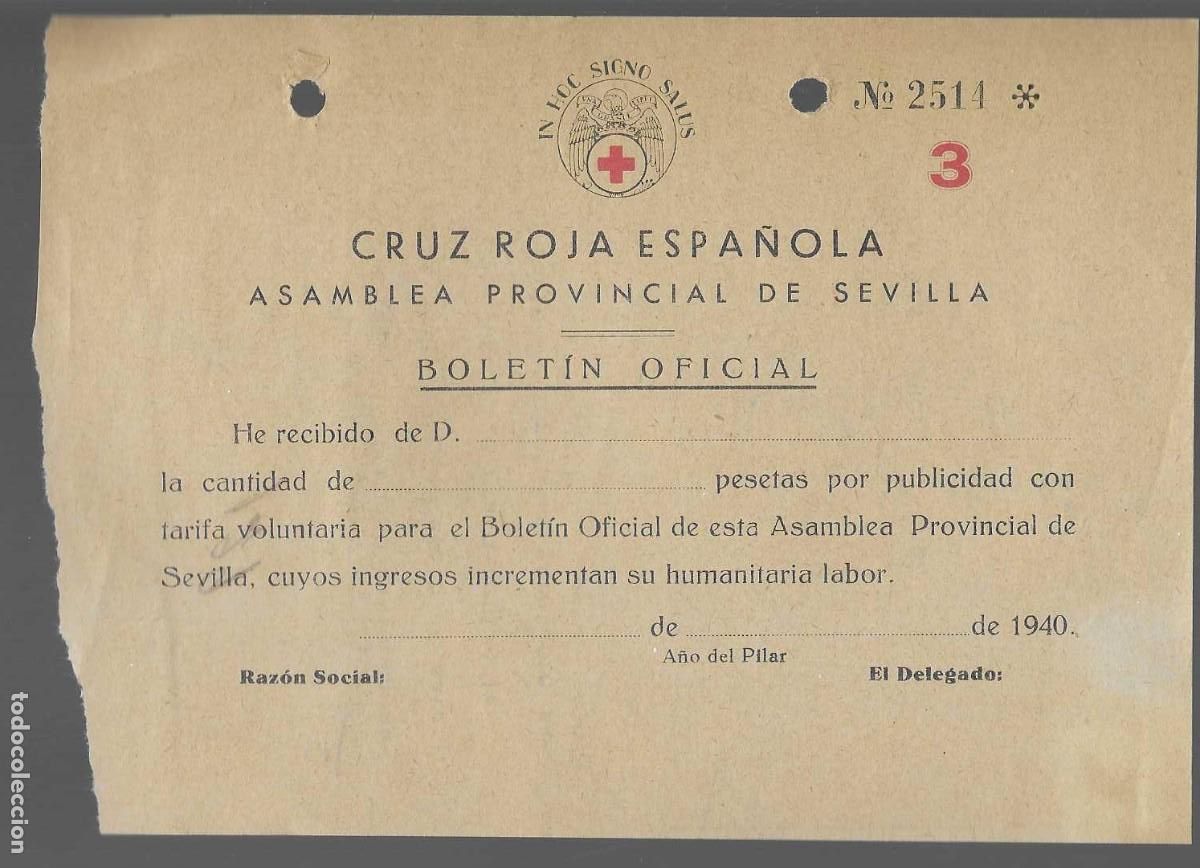 IN HOC SIGNO SALUS
№ 2514 *
3
CRUZ ROJA ESPAÑOLA
ASAMBLEA PROVINCIAL DE SEVILLA
BOLETÍN OFICIAL
He recibido de D.
la cantidad de pesetas por publicidad con
tarifa voluntaria para el Boletín Oficial de esta Asamblea Provincial de
Sevilla, cuyos ingresos incrementan su humanitaria labor.
de de 1940.
Año del Pilar
Razón Social:
El Delegado:
todocoleccion